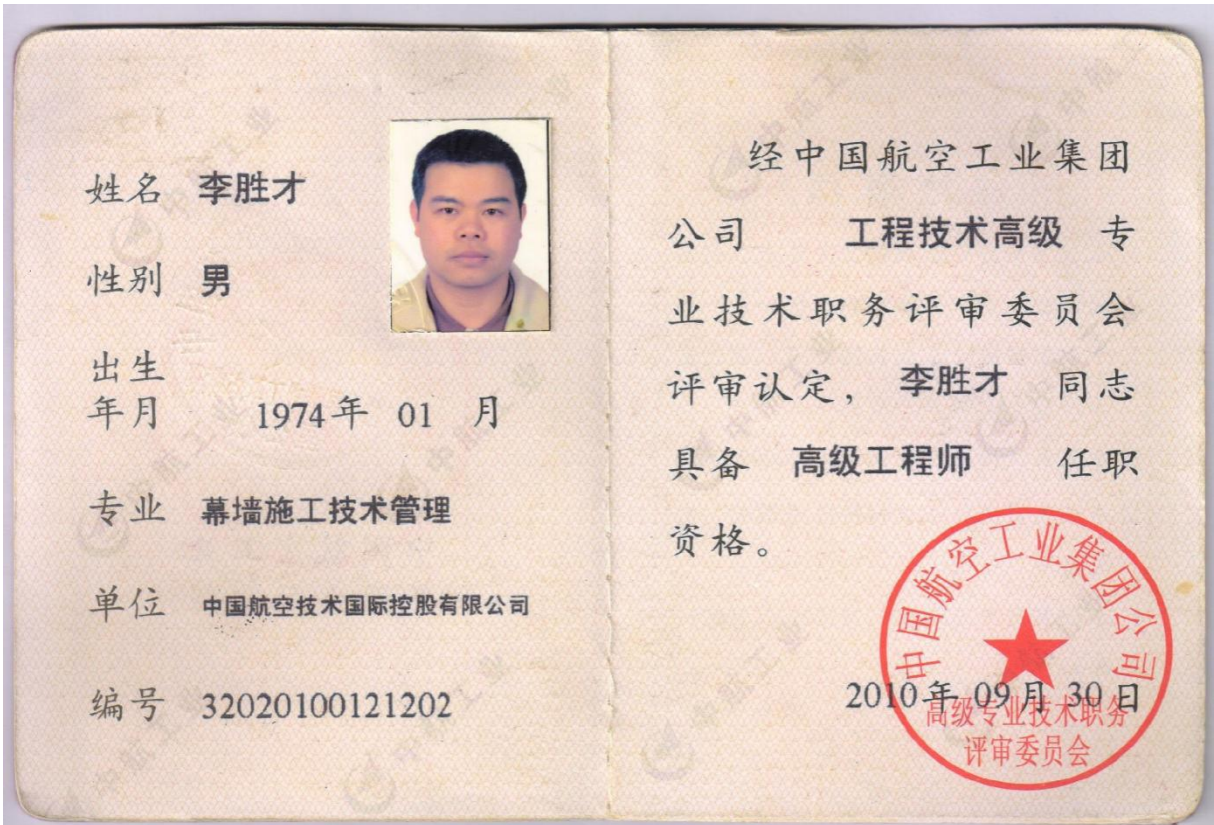 姓名 李胜才
性别 男
出生
年月 1974年 01 月
专业 幕墙施工技术管理
单位 中国航空技术国际控股有限公司
编号 32020100121202
经中国航空工业集团
公司 工程技术高级 专
业技术职务评审委员会
评审认定， 李胜才 同志
具备 高级工程师 任职
资格。
中国航空工业集团公司
2010年 09月 30日
高级专业技术职务
评审委员会